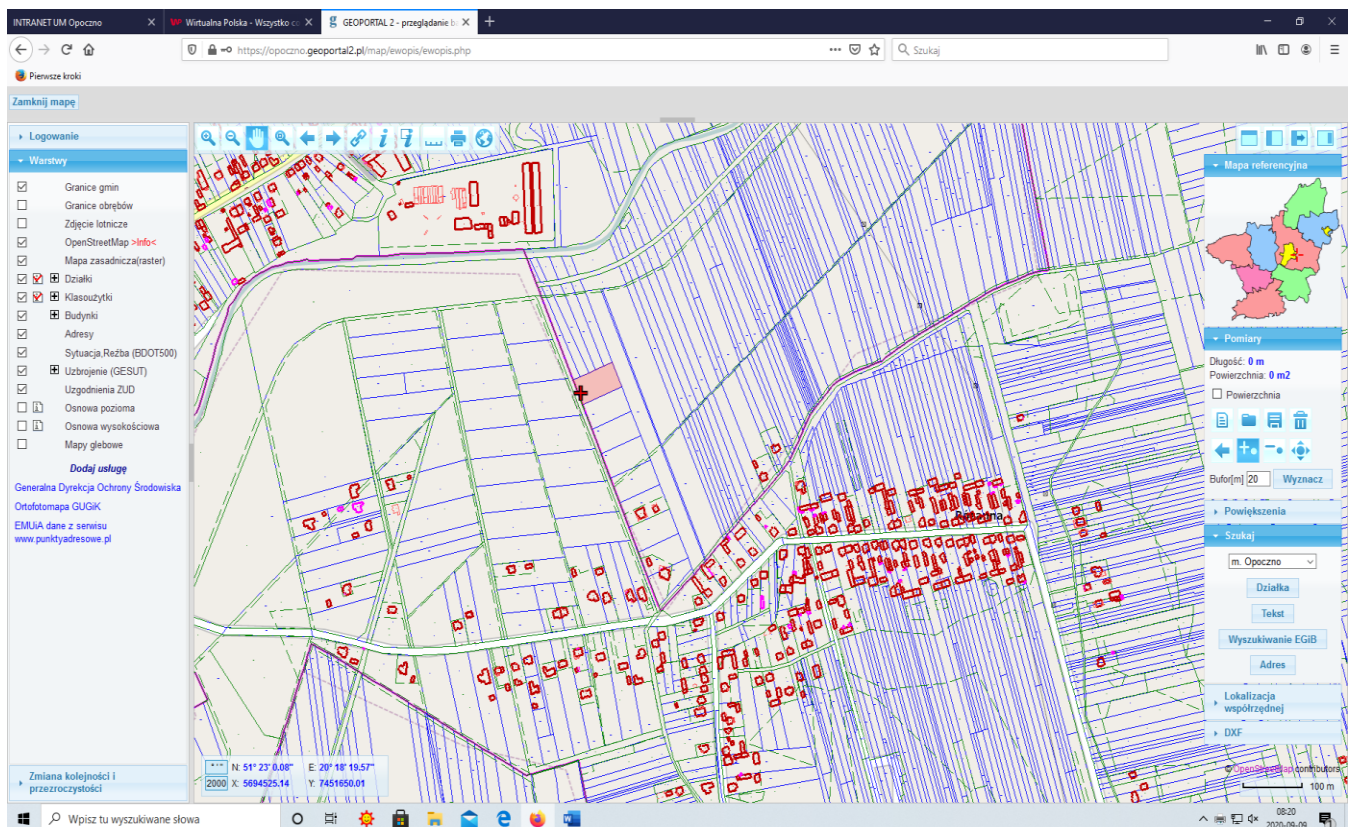 INTRANET UM Opoczno
Wirtualna Polska - Wszystko co
GEOPORTAL 2 - przeglądanie ba
https://opoczno.geoportal2.pl/map/ewopis/ewopis.php
Szukaj
Pierwsze kroki
Zamknij mapę
Logowanie
Warstwy
Granice gmin
Granice obrębów
Zdjęcie lotnicze
OpenStreetMap >Info<
Mapa zasadnicza(raster)
Działki
Klasoużytki
Budynki
Adresy
Sytuacja,Reźba (BDOT500)
Uzbrojenie (GESUT)
Uzgodnienia ZUD
Osnowa pozioma
Osnowa wysokościowa
Mapy glebowe
Dodaj usługę
Generalna Dyrekcja Ochrony Środowiska
Ortofotomapa GUGiK
EMUiA dane z serwisu
www.punktyadresowe.pl
Zmiana kolejności i
przezroczystości
N: 51° 23' 0.08" E: 20° 18' 19.57"
2000 X: 5694525.14 Y: 7451650.01
Mapa referencyjna
Pomiary
Długość: 0 m
Powierzchnia: 0 m2
Powierzchnia
Bufor[m] 20 Wyznacz
Powiększenia
Szukaj
m. Opoczno
Działka
Tekst
Wyszukiwanie EGiB
Adres
Lokalizacja
współrzędnej
DXF
© OpenStreetMap contributors
100 m
Wpisz tu wyszukiwane słowa
08:20
2020-09-09